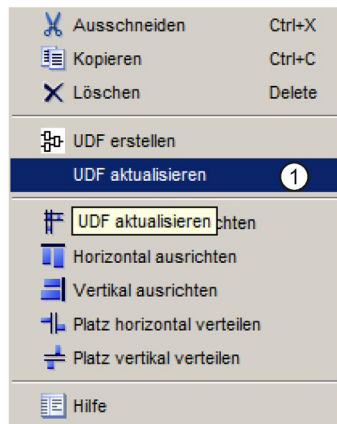 Ausschneiden Ctrl+X
Kopieren Ctrl+C
Löschen Delete
UDF erstellen
UDF aktualisieren 1
UDF aktualisieren chten
Horizontal ausrichten
Vertikal ausrichten
Platz horizontal verteilen
Platz vertikal verteilen
Hilfe